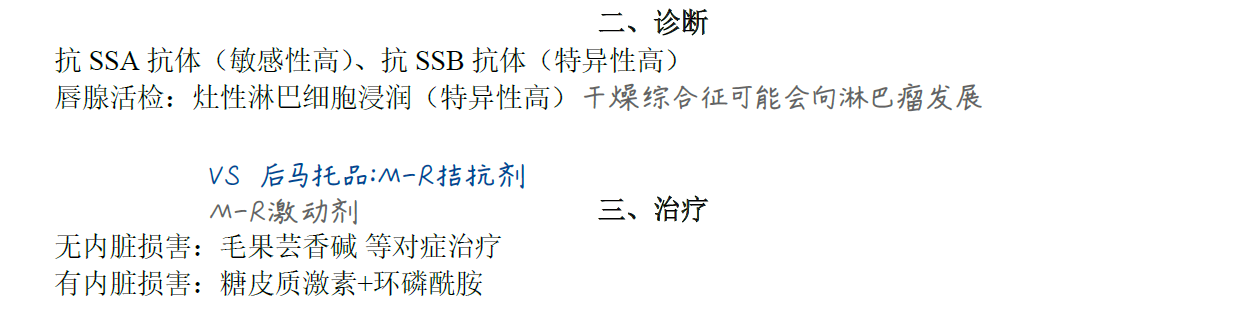 二、诊断
抗 SSA 抗体（敏感性高）、抗 SSB 抗体（特异性高）
唇腺活检：灶性淋巴细胞浸润（特异性高）干燥综合征可能会向淋巴瘤发展
VS 后马托品:M-R拮抗剂
M-R激动剂
三、治疗
无内脏损害：毛果芸香碱 等对症治疗
有内脏损害：糖皮质激素+环磷酰胺